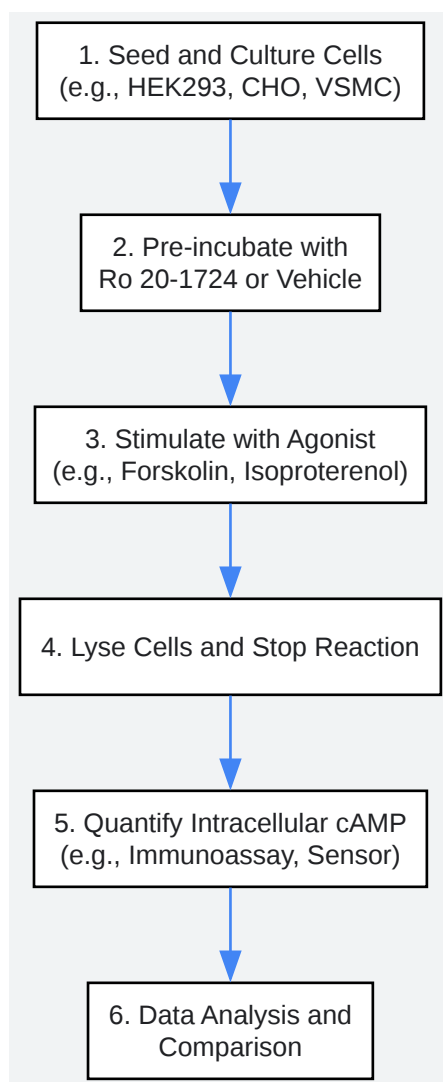 1. Seed and Culture Cells
(e.g., HEK293, CHO, VSMC)
2. Pre-incubate with
Ro 20-1724 or Vehicle
3. Stimulate with Agonist
(e.g., Forskolin, Isoproterenol)
4. Lyse Cells and Stop Reaction
5. Quantify Intracellular cAMP
(e.g., Immunoassay, Sensor)
6. Data Analysis and
Comparison